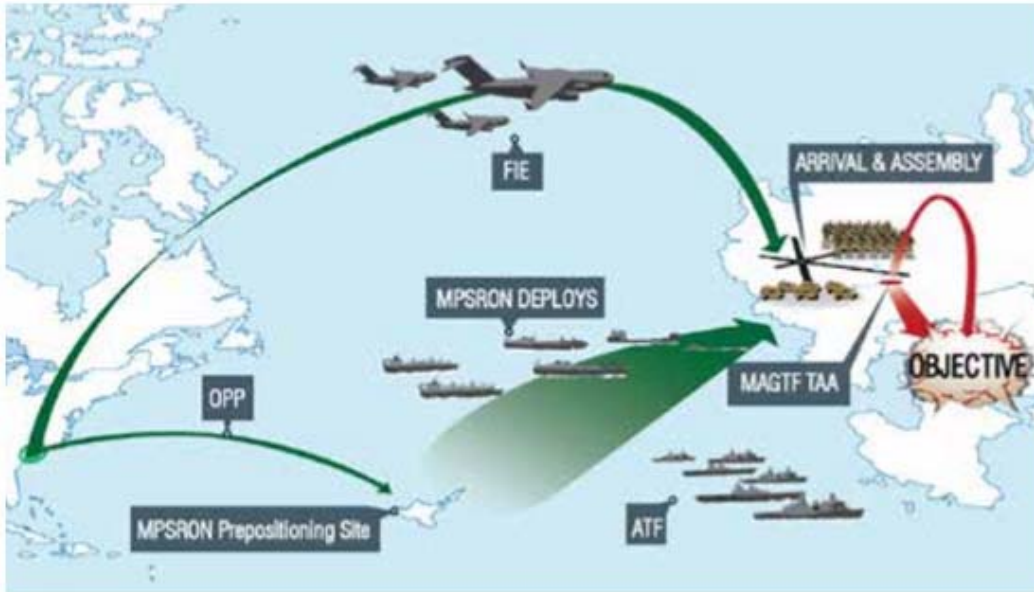 FIE
ARRIVAL & ASSEMBLY
MPSRON DEPLOYS
MAGTF TAA
OBJECTIVE
OPP
MPSRON Prepositioning Site
ATF